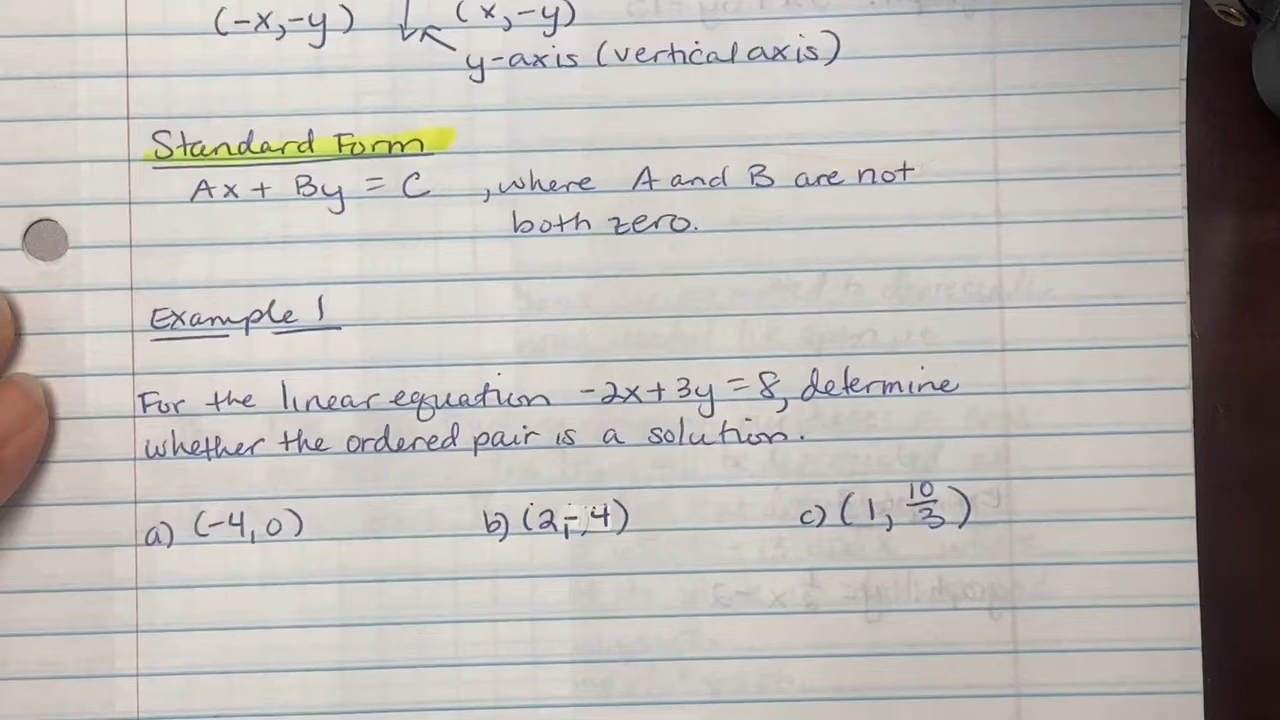 (-x,-y) (x,-y)
y-axis (vertical axis)
Standard Form
Ax + By = C , where A and B are not
both zero.
Example 1
For the linear equation -2x+3y=8, determine
whether the ordered pair is a solution.
a) (-4,0) b) (2,-4) c) (1, 10/3)